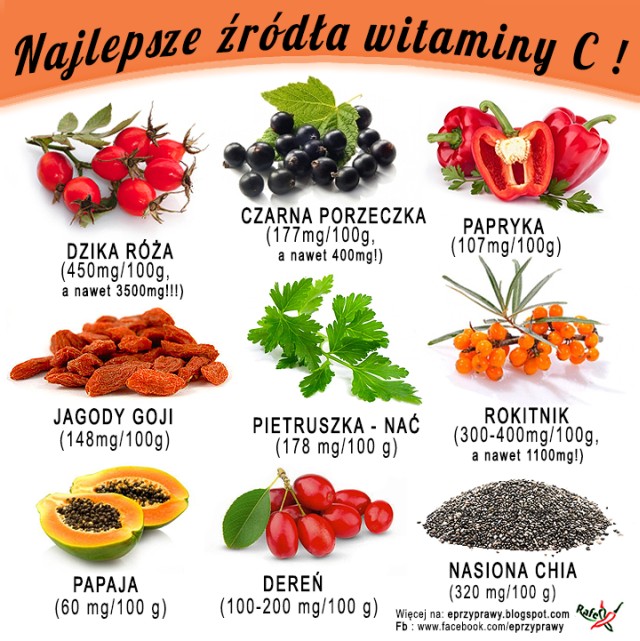 Najlepsze źródła witaminy C !
DZIKA RÓŻA
(450mg/100g,
a nawet 3500mg!!!)
CZARNA PORZECZKA
(177mg/100g,
a nawet 400mg!)
PAPRYKA
(107mg/100g)
JAGODY GOJI
(148mg/100g)
PIETRUSZKA - NAĆ
(178 mg/100 g)
ROKITNIK
(300-400mg/100g,
a nawet 1100mg!)
PAPAJA
(60 mg/100 g)
DEREŃ
(100-200 mg/100 g)
NASIONA CHIA
(320 mg/100 g)
Więcej na: eprzyprawy.blogspot.com
Fb : www.facebook.com/eprzyprawy